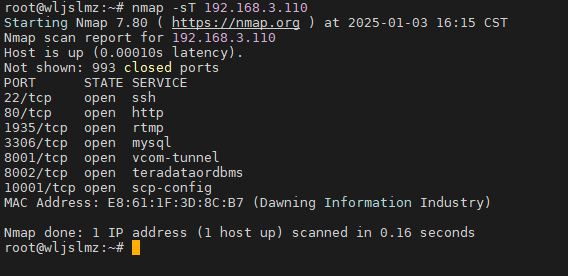 root@wljslmz:~# nmap -sT 192.168.3.110
Starting Nmap 7.80 ( https://nmap.org ) at 2025-01-03 16:15 CST
Nmap scan report for 192.168.3.110
Host is up (0.00010s latency).
Not shown: 993 closed ports
PORT      STATE SERVICE
22/tcp    open  ssh
80/tcp    open  http
1935/tcp  open  rtmp
3306/tcp  open  mysql
8001/tcp  open  vcom-tunnel
8002/tcp  open  teradataordbms
10001/tcp open  scp-config
MAC Address: E8:61:1F:3D:8C:B7 (Dawning Information Industry)

Nmap done: 1 IP address (1 host up) scanned in 0.16 seconds
root@wljslmz:~#